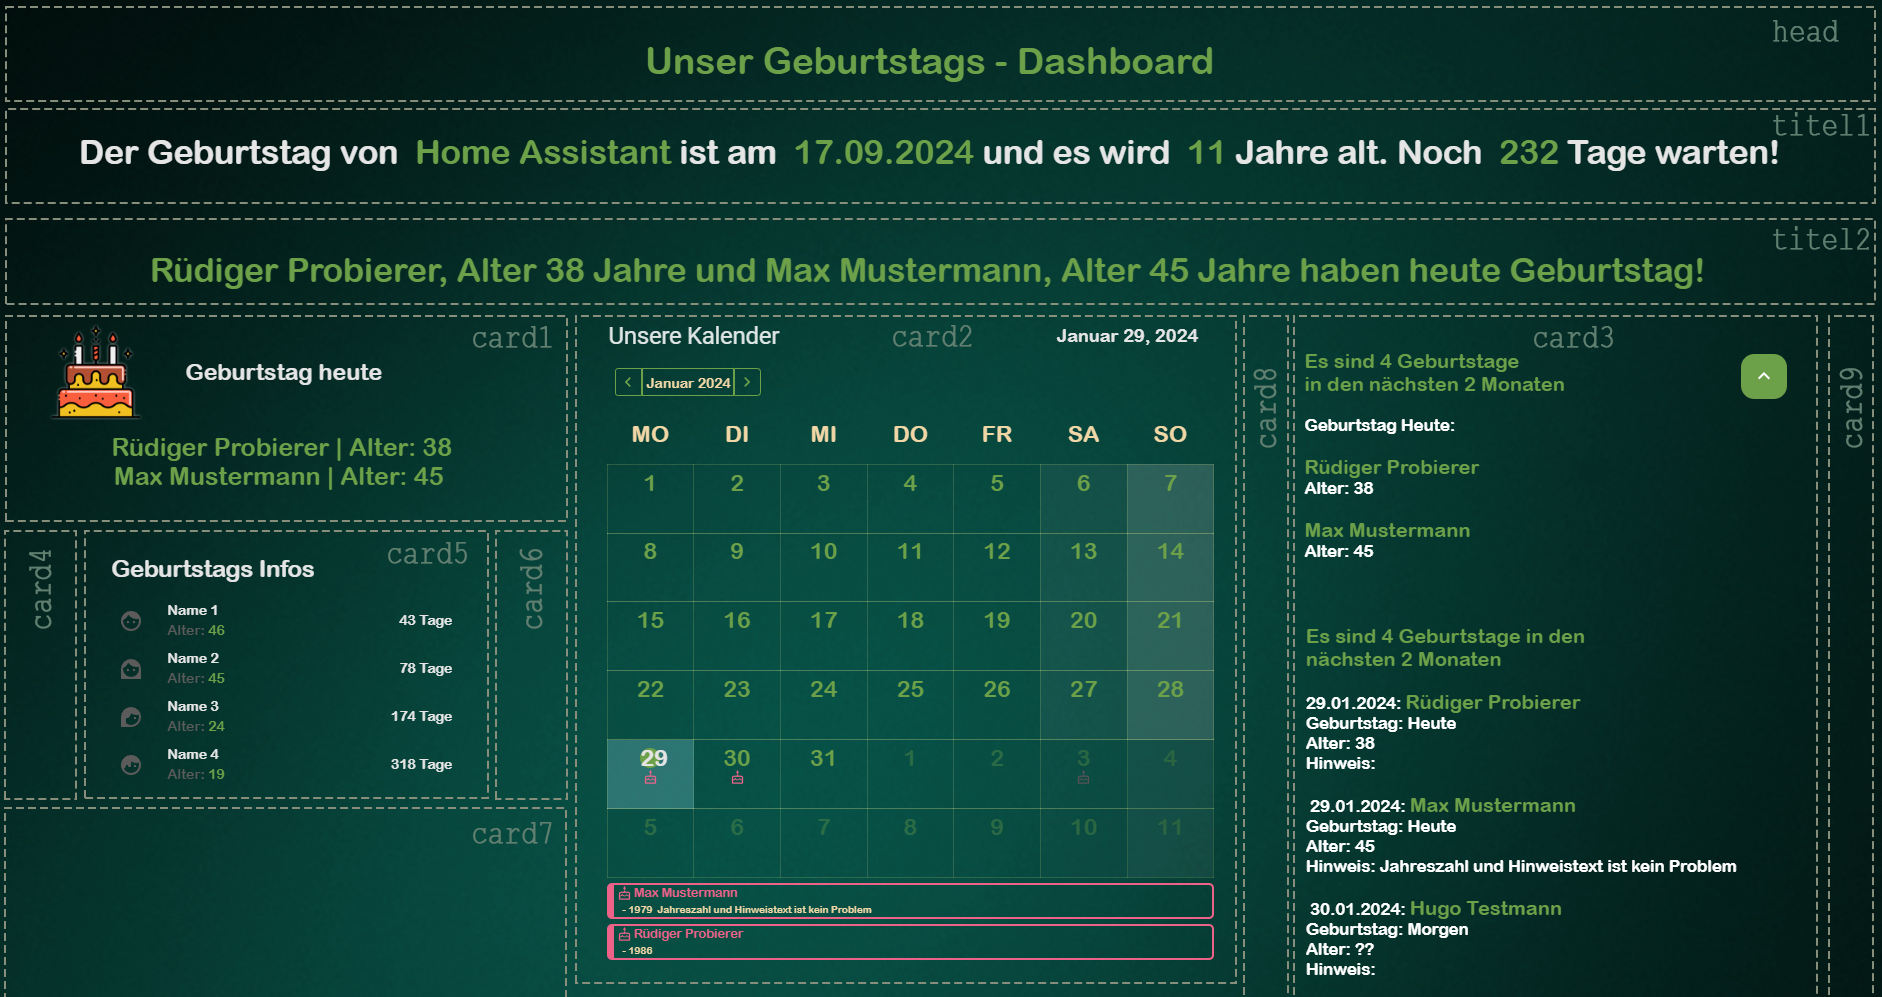 head
Unser Geburtstags - Dashboard
titel1
Der Geburtstag von Home Assistant ist am 17.09.2024 und es wird 11 Jahre alt. Noch 232 Tage warten!
titel2
Rüdiger Probierer, Alter 38 Jahre und Max Mustermann, Alter 45 Jahre haben heute Geburtstag!
card1
Geburtstag heute
Rüdiger Probierer | Alter: 38
Max Mustermann | Alter: 45
card4
card5
Geburtstags Infos
Name 1
Alter: 46
43 Tage
Name 2
Alter: 45
78 Tage
Name 3
Alter: 24
174 Tage
Name 4
Alter: 19
318 Tage
card6
card7
Unsere Kalender
card2
Januar 29, 2024
Januar 2024
MO DI MI DO FR SA SO
1 2 3 4 5 6 7
8 9 10 11 12 13 14
15 16 17 18 19 20 21
22 23 24 25 26 27 28
29 30 31 1 2 3 4
5 6 7 8 9 10 11
Max Mustermann
- 1979 Jahreszahl und Hinweistext ist kein Problem
Rüdiger Probierer
- 1986
card8
card3
Es sind 4 Geburtstage
in den nächsten 2 Monaten
Geburtstag Heute:
Rüdiger Probierer
Alter: 38
Max Mustermann
Alter: 45
Es sind 4 Geburtstage in den
nächsten 2 Monaten
29.01.2024: Rüdiger Probierer
Geburtstag: Heute
Alter: 38
Hinweis:
29.01.2024: Max Mustermann
Geburtstag: Heute
Alter: 45
Hinweis: Jahreszahl und Hinweistext ist kein Problem
30.01.2024: Hugo Testmann
Geburtstag: Morgen
Alter: ??
Hinweis:
card9